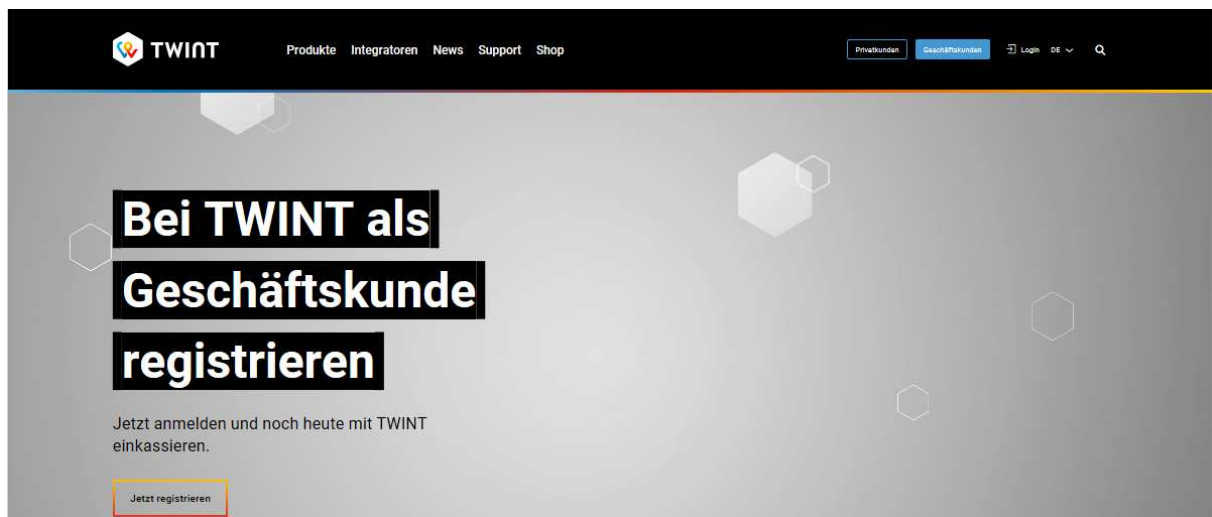 TWINT
Produkte Integratoren News Support Shop
Privatkunden Geschäftskunden Login DE
Bei TWINT als
Geschäftskunde
registrieren
Jetzt anmelden und noch heute mit TWINT
einkassieren.
Jetzt registrieren